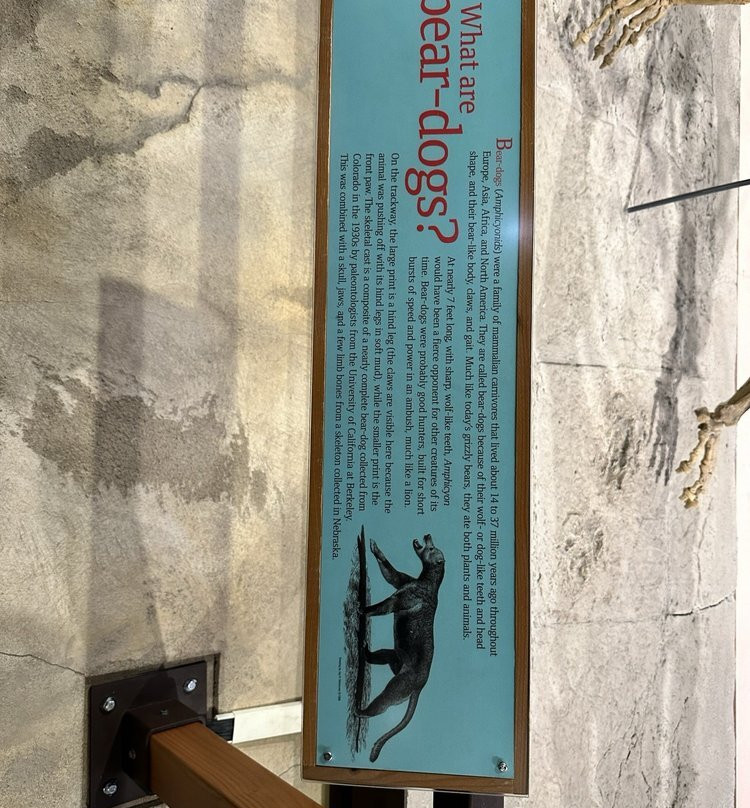 What are
bear-dogs?
Bear-dogs (Amphicyonids) were a family of mammalian carnivores that lived about 14 to 37 million years ago throughout
Europe, Asia, Africa, and North America. They are called bear-dogs because of their wolf- or dog-like teeth and head
shape, and their bear-like body, claws, and gait. Much like today's grizzly bears, they ate both plants and animals.
At nearly 7 feet long, with sharp, wolf-like teeth, Amphicyon
would have been a fierce opponent for other creatures of its
time. Bear-dogs were probably good hunters, built for short
bursts of speed and power in an ambush, much like a lion.
On the trackway, the large print is a hind leg (the claws are visible here because the
animal was pushing off with its hind legs in soft mud), while the smaller print is the
front paw. The skeletal cast is a composite of a nearly complete bear-dog collected from
Colorado in the 1930s by paleontologists from the University of California at Berkeley.
This was combined with a skull, jaws, and a few limb bones from a skeleton collected in Nebraska.